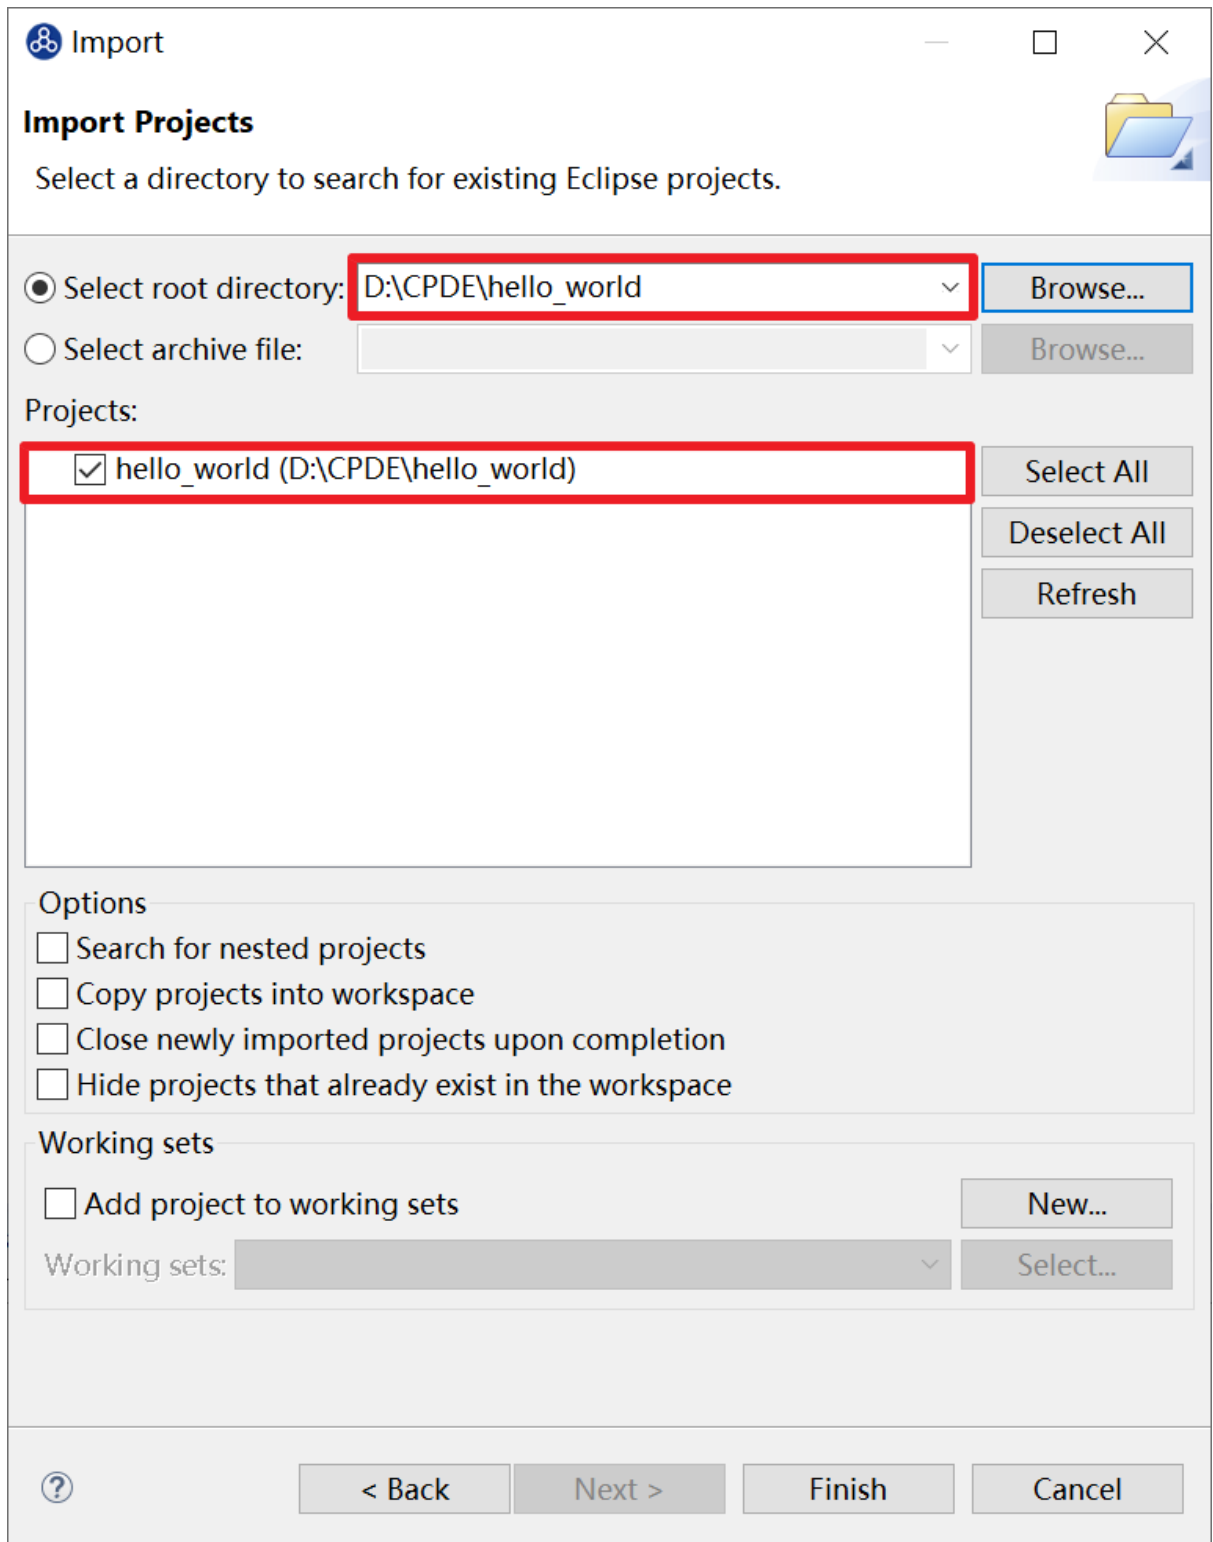 Import
Import Projects
Select a directory to search for existing Eclipse projects.
Select root directory: D:\CPDE\hello_world Browse...
Select archive file: Browse...
Projects:
hello_world (D:\CPDE\hello_world)
Select All
Deselect All
Refresh
Options
Search for nested projects
Copy projects into workspace
Close newly imported projects upon completion
Hide projects that already exist in the workspace
Working sets
Add project to working sets New...
Working sets: Select...
? < Back Next > Finish Cancel